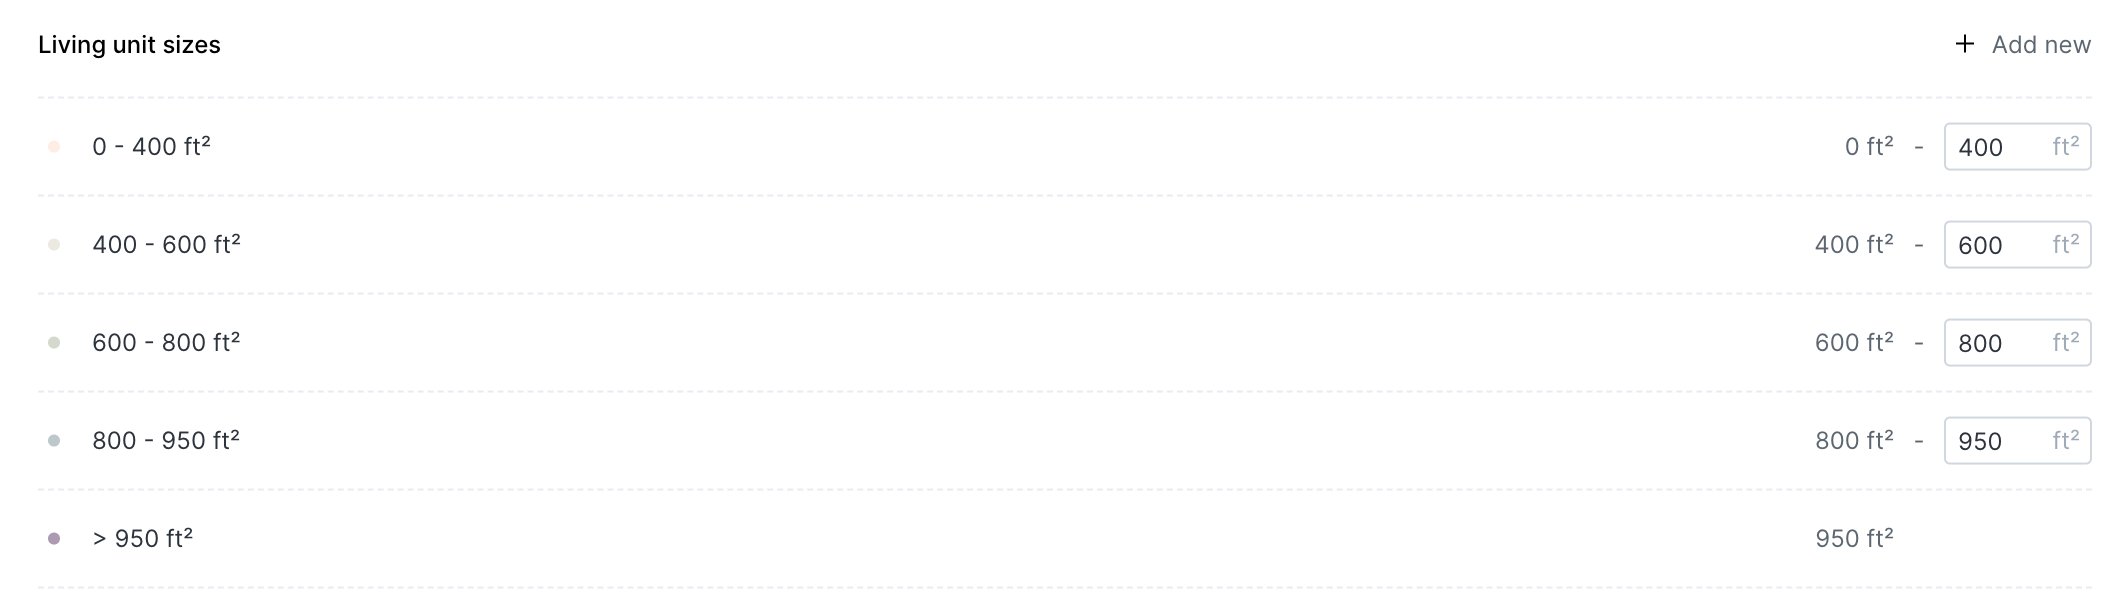 Living unit sizes + Add new
0 - 400 ft² 0 ft² - 400 ft²
400 - 600 ft² 400 ft² - 600 ft²
600 - 800 ft² 600 ft² - 800 ft²
800 - 950 ft² 800 ft² - 950 ft²
> 950 ft² 950 ft²